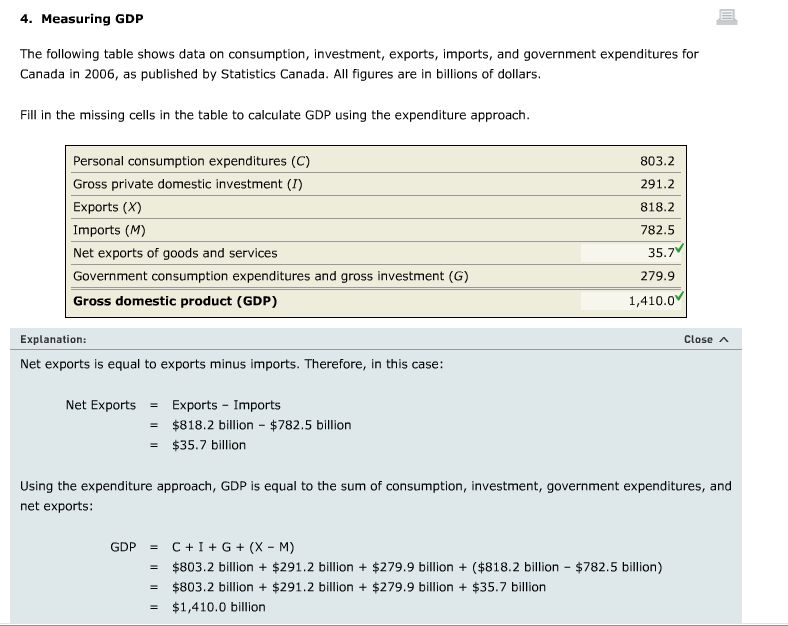 4. Measuring GDP
The following table shows data on consumption, investment, exports, imports, and government expenditures for
Canada in 2006, as published by Statistics Canada. All figures are in billions of dollars.
Fill in the missing cells in the table to calculate GDP using the expenditure approach.
Personal consumption expenditures (C) 803.2
Gross private domestic investment (I) 291.2
Exports (X) 818.2
Imports (M) 782.5
Net exports of goods and services 35.7
Government consumption expenditures and gross investment (G) 279.9
Gross domestic product (GDP) 1,410.0
Explanation: Close
Net exports is equal to exports minus imports. Therefore, in this case:
Net Exports = Exports – Imports
= $818.2 billion – $782.5 billion
= $35.7 billion
Using the expenditure approach, GDP is equal to the sum of consumption, investment, government expenditures, and
net exports:
GDP = C + I + G + (X – M)
= $803.2 billion + $291.2 billion + $279.9 billion + ($818.2 billion – $782.5 billion)
= $803.2 billion + $291.2 billion + $279.9 billion + $35.7 billion
= $1,410.0 billion